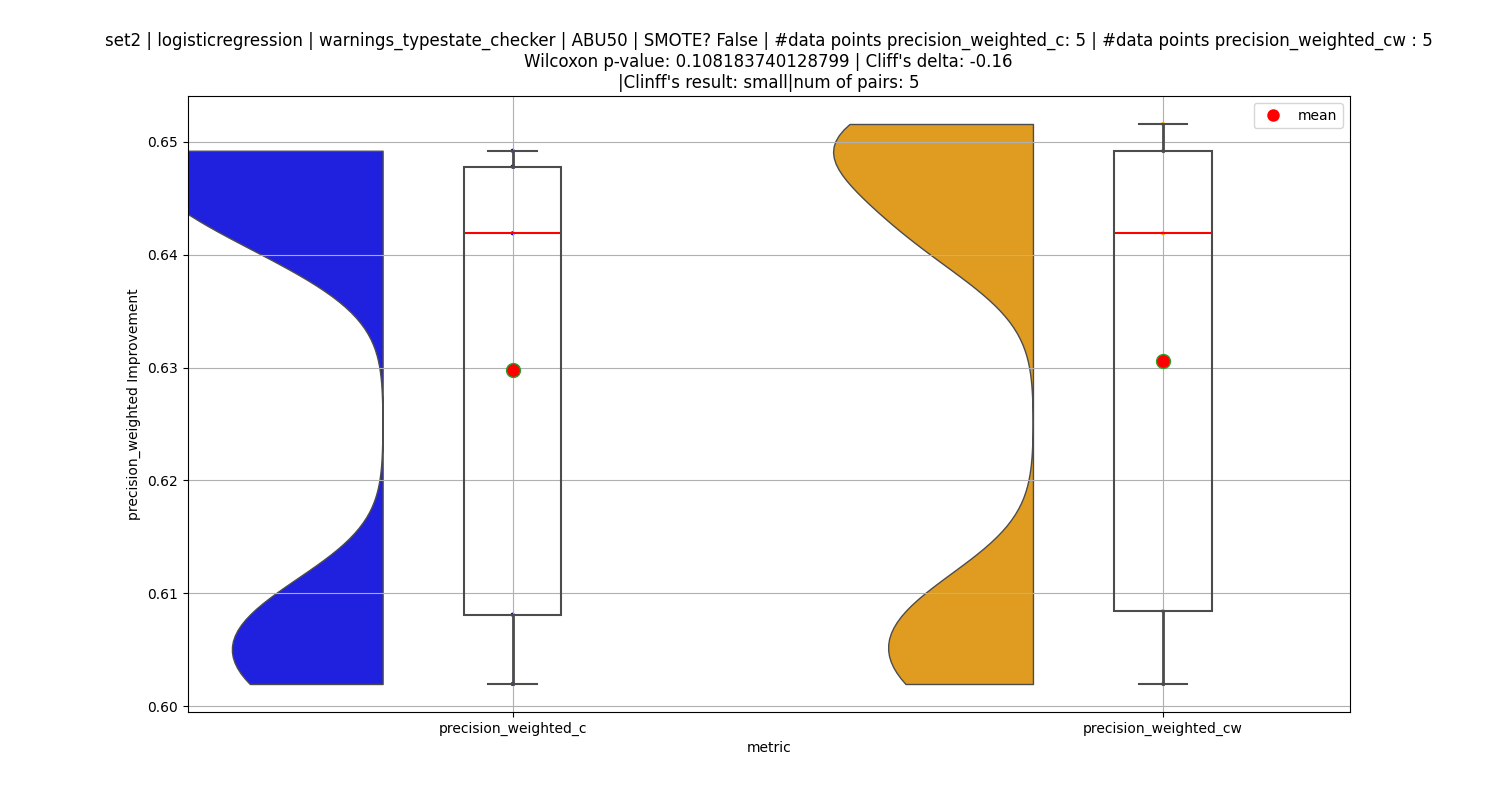 set2 | logisticregression | warnings_typestate_checker | ABU50 | SMOTE? False | #data points precision_weighted_c: 5 | #data points precision_weighted_cw : 5
Wilcoxon p-value: 0.108183740128799 | Cliff's delta: -0.16
|Clinff's result: small|num of pairs: 5
mean
0.65
0.64
0.63
0.62
0.61
0.60
precision_weighted Improvement
precision_weighted_c
precision_weighted_cw
metric